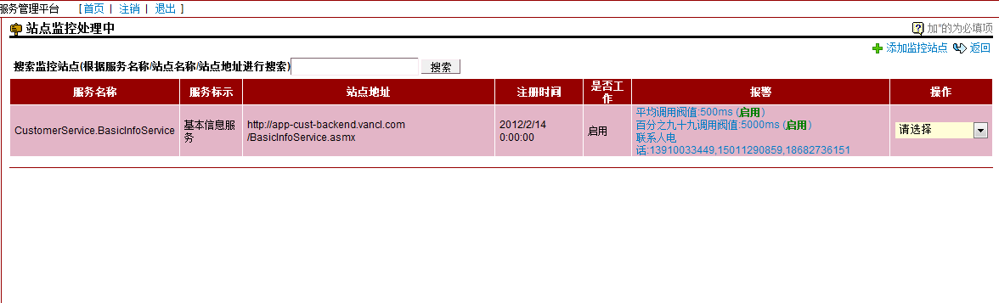 服务管理平台 [首页 | 注销 | 退出 ]
站点监控处理中 加*的为必填项
添加监控站点 返回
搜索监控站点(根据服务名称/站点名称/站点地址进行搜索) 搜索
服务名称 服务标示 站点地址 注册时间 是否工作 报警 操作
CustomerService.BasicInfoService
基本信息服
务
http://app-cust-backend.vancl.com
/BasicInfoService.asmx
2012/2/14
0:00:00
启用
平均调用阀值:500ms (启用)
百分之九十九调用阀值:5000ms (启用)
联系人电
话:13910033449,15011290859,18682736151
请选择